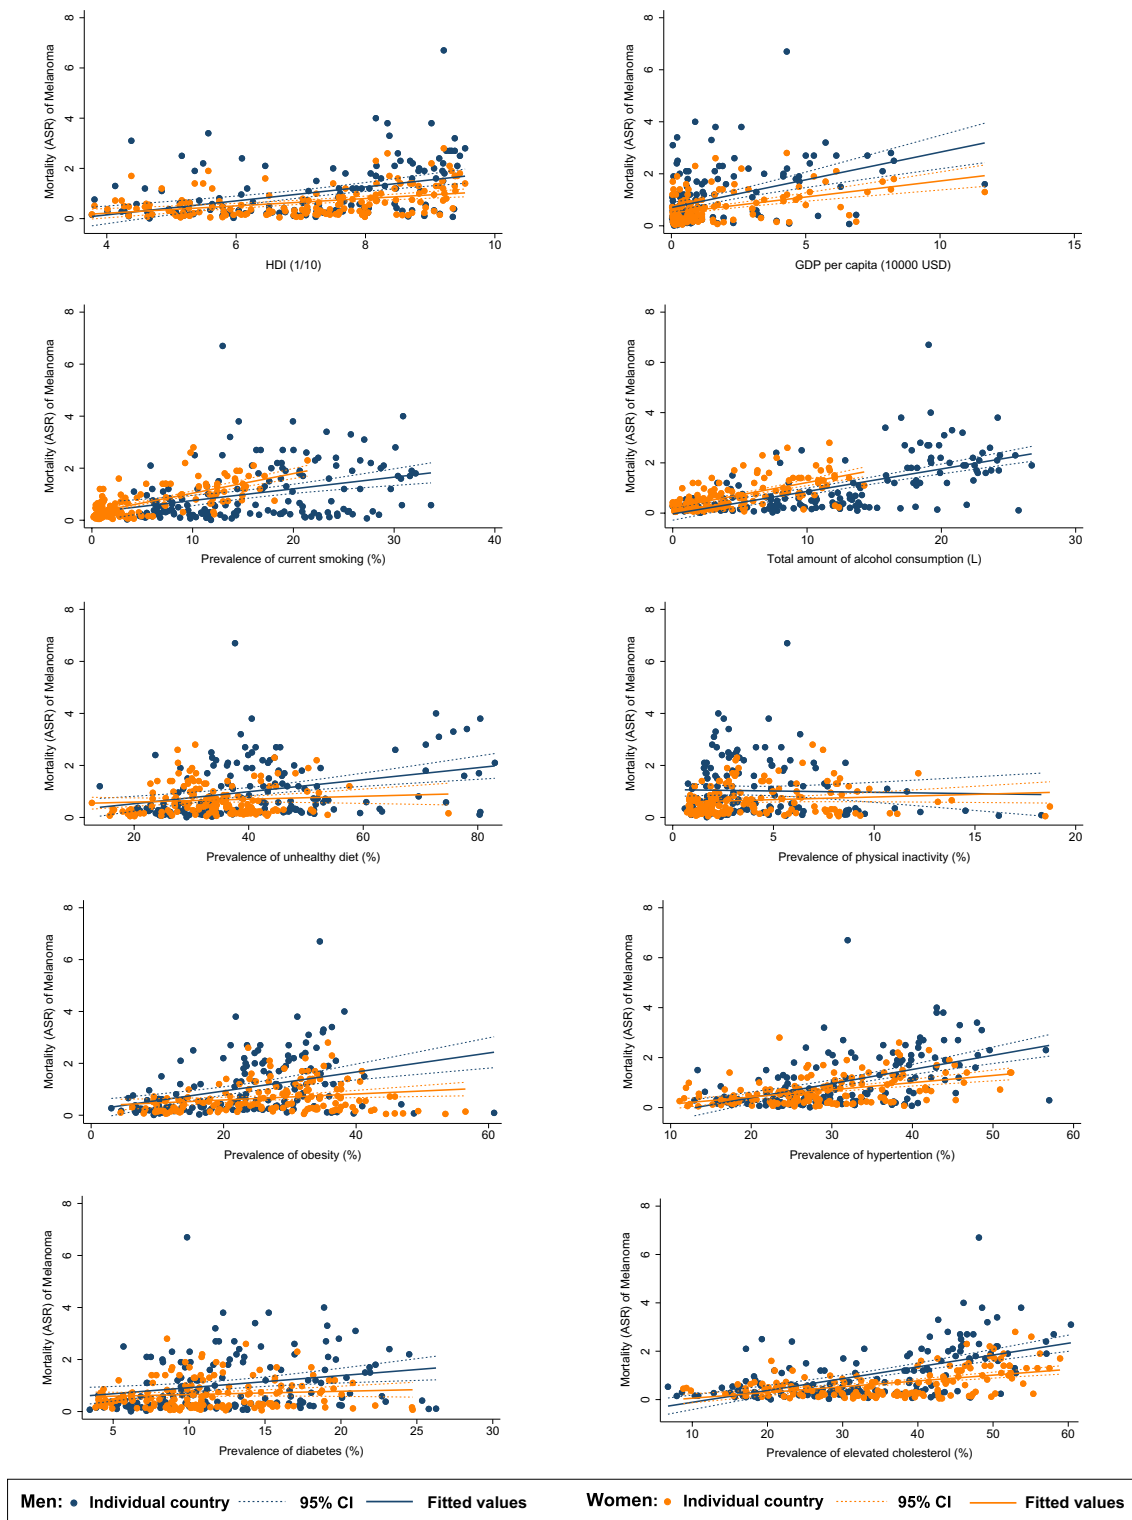 Mortality (ASR) of Melanoma
0 2 4 6 8
4 6 8 10
HDI (1/10)
Mortality (ASR) of Melanoma
0 2 4 6 8
0 5 10 15
GDP per capita (10000 USD)
Mortality (ASR) of Melanoma
0 2 4 6 8
0 10 20 30 40
Prevalence of current smoking (%)
Mortality (ASR) of Melanoma
0 2 4 6 8
0 10 20 30
Total amount of alcohol consumption (L)
Mortality (ASR) of Melanoma
0 2 4 6 8
20 40 60 80
Prevalence of unhealthy diet (%)
Mortality (ASR) of Melanoma
0 2 4 6 8
0 5 10 15 20
Prevalence of physical inactivity (%)
Mortality (ASR) of Melanoma
0 2 4 6 8
0 20 40 60
Prevalence of obesity (%)
Mortality (ASR) of Melanoma
0 2 4 6 8
10 20 30 40 50 60
Prevalence of hypertention (%)
Mortality (ASR) of Melanoma
0 2 4 6 8
5 10 15 20 25 30
Prevalence of diabetes (%)
Mortality (ASR) of Melanoma
0 2 4 6 8
10 20 30 40 50 60
Prevalence of elevated cholesterol (%)
Men: Individual country 95% CI Fitted values Women: Individual country 95% CI Fitted values